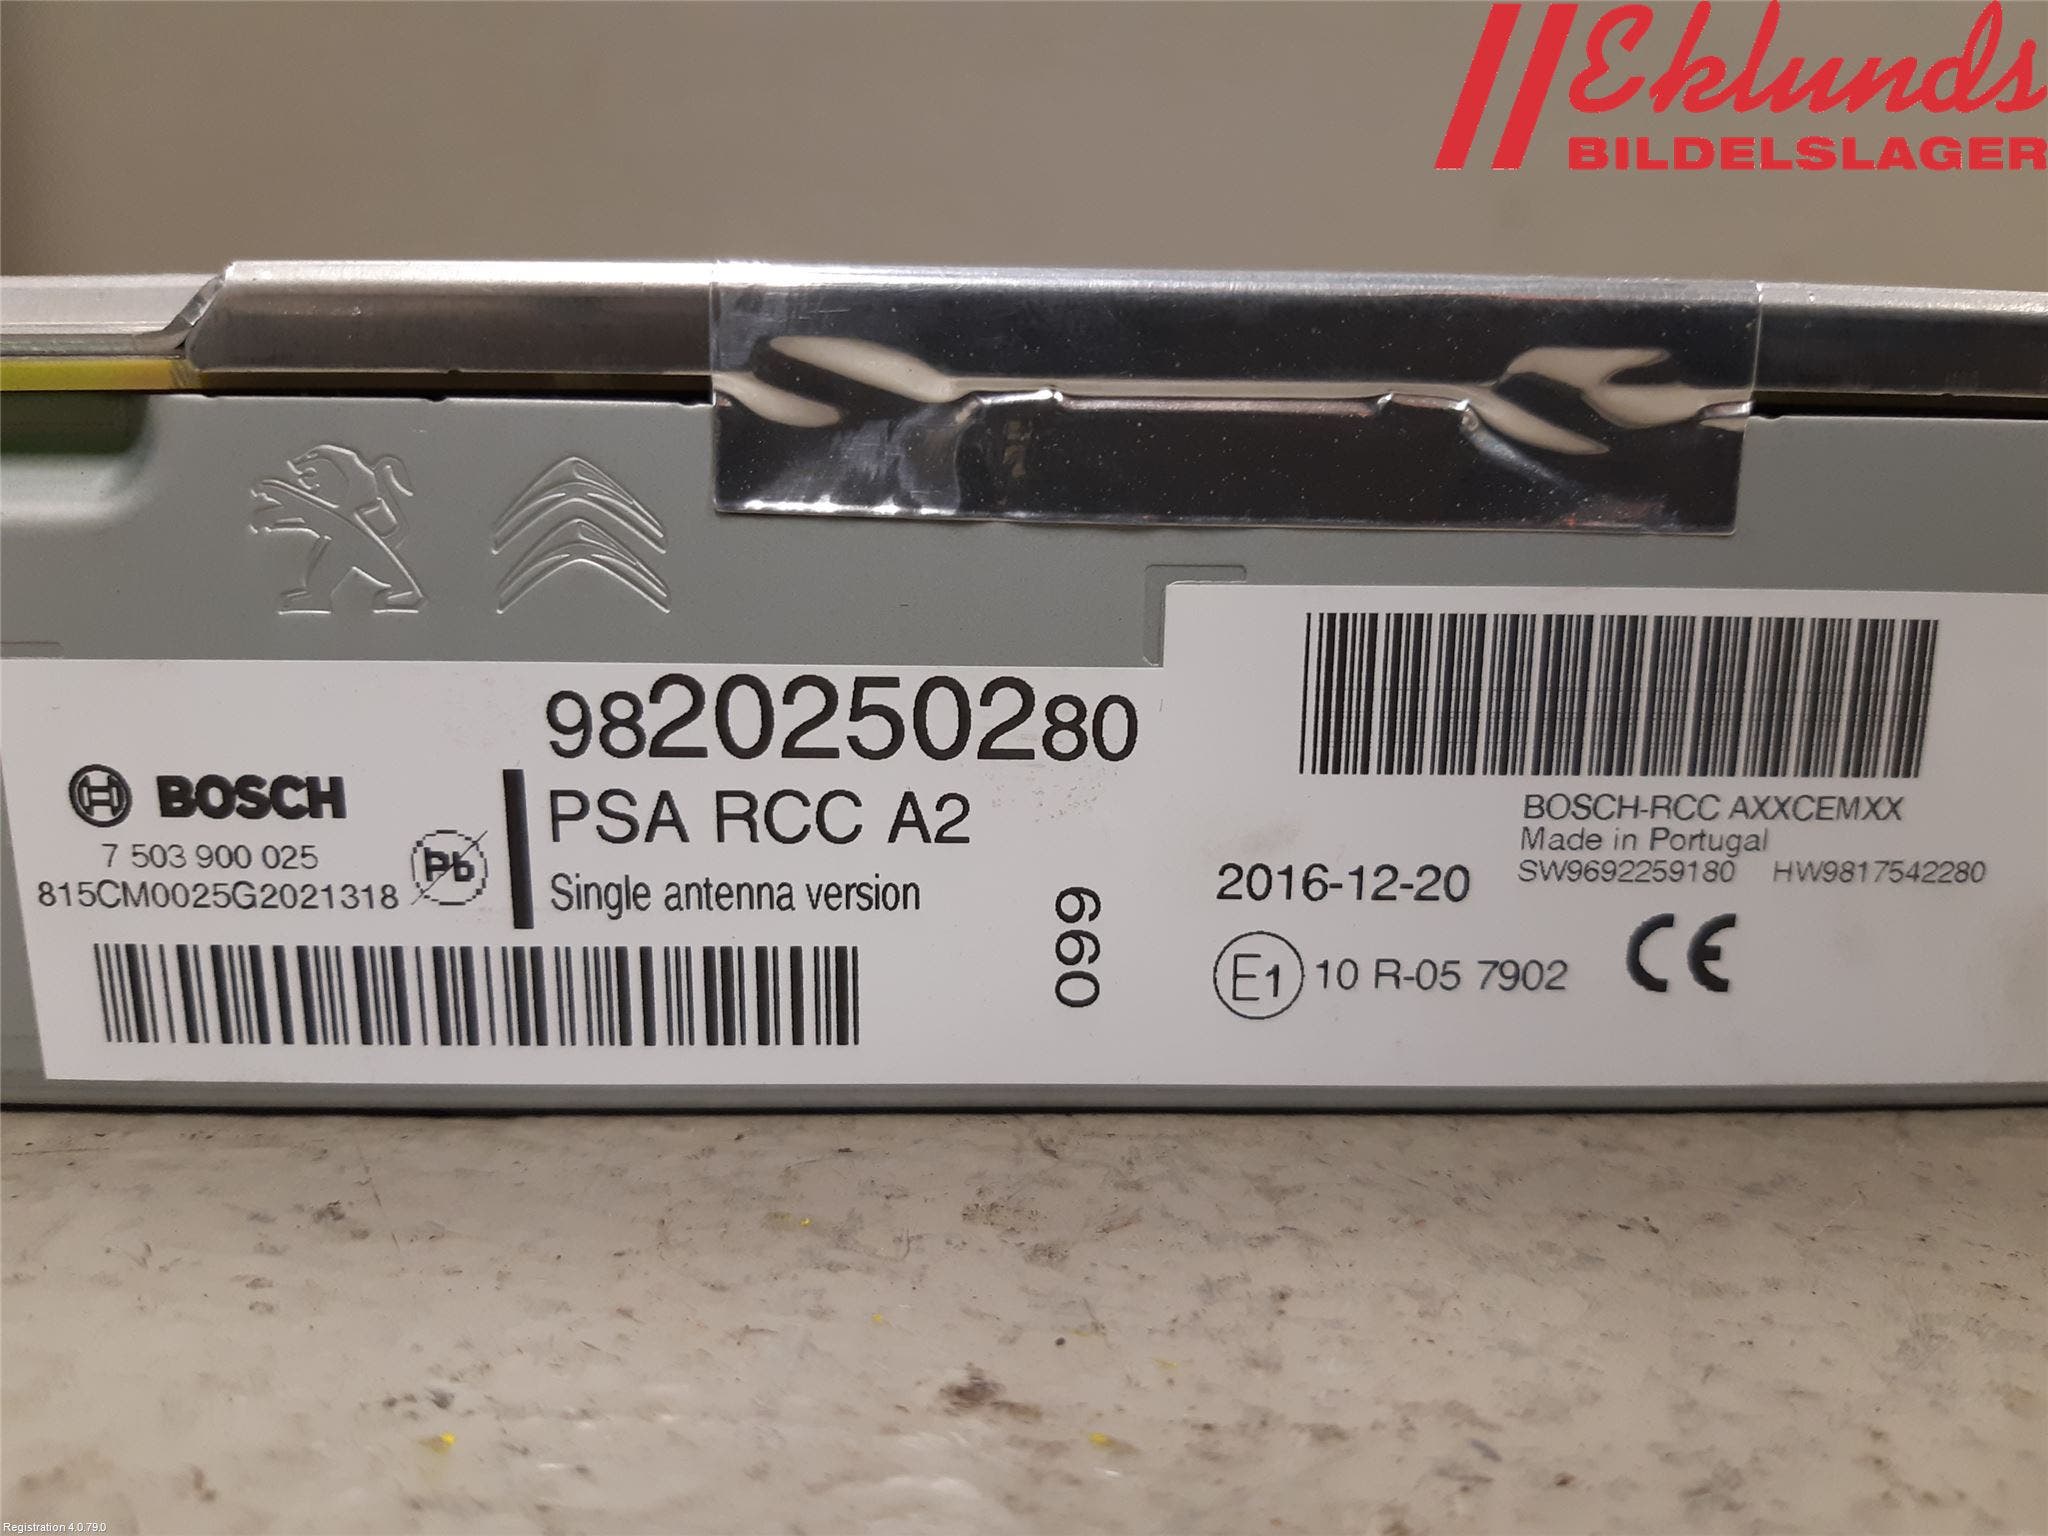 Eklunds
BILDELSLAGER
9820250280
BOSCH
PSA RCC A2
7 503 900 025
Pb
815CM0025G2021318
Single antenna version
060
BOSCH-RCC AXXCEMXX
Made in Portugal
SW9692259180 HW9817542280
2016-12-20
E1 10 R-05 7902
CE
Registration 4.0.79.0